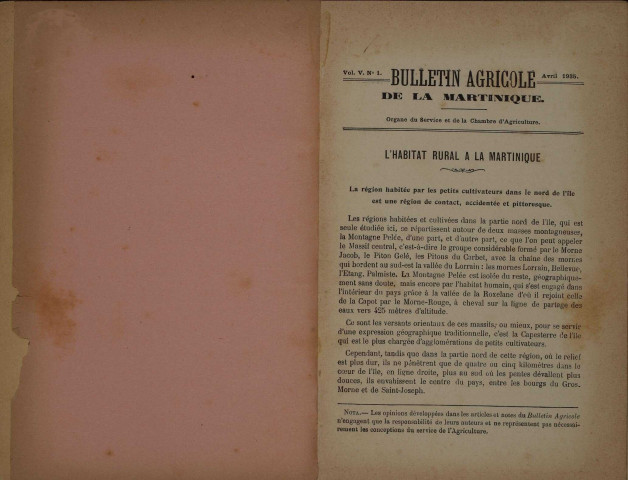 Vol. V. Nº 1. BULLETIN AGRICOLE Avril 1936.
DE LA MARTINIQUE.
Organe du Service et de la Chambre d'Agriculture.
L'HABITAT RURAL A LA MARTINIQUE
La région habitée par les petits cultivateurs dans le nord de l'île
est une région de contact, accidentée et pittoresque.
Les régions habitées et cultivées dans la partie nord de l'île, qui est
seule étudiée ici, se répartissent autour de deux masses montagneuses,
la Montagne Pelée, d'une part, et d'autre part, ce que l'on peut appeler
le Massif central, c'est-à-dire le groupe considérable formé par le Morne
Jacob, le Piton Gelé, les Pitons du Carbet, avec la chaîne des mornes
qui bordent au sud-est la vallée du Lorrain : les mornes Lorrain, Bellevue,
l'Etang, Palmiste. La Montagne Pelée est isolée du reste, géographique-
ment sans doute, mais encore par l'habitat humain, qui s'est engagé dans
l'intérieur du pays grâce à la vallée de la Roxelane d'où il rejoint celle
de la Capot par le Morne-Rouge, à cheval sur la ligne de partage des
eaux vers 425 mètres d'altitude.
Ce sont les versants orientaux de ces massifs, ou mieux, pour se servir
d'une expression géographique traditionnelle, c'est la Capesterre de l'île
qui est le plus chargée d'agglomérations de petits cultivateurs.
Cependant, tandis que dans la partie nord de cette région, où le relief
est plus dur, ils ne pénètrent que de quatre ou cinq kilomètres dans le
cœur de l'île, en ligne droite, plus au sud où les pentes dévalent plus
douces, ils envahissent le centre du pays, entre les bourgs du Gros-
Morne et de Saint-Joseph.
NOTA.— Les opinions développées dans les articles et notes du Bulletin Agricole
n'engagent que la responsabilité de leurs auteurs et ne représentent pas nécessai-
rement les conceptions du service de l'Agriculture.